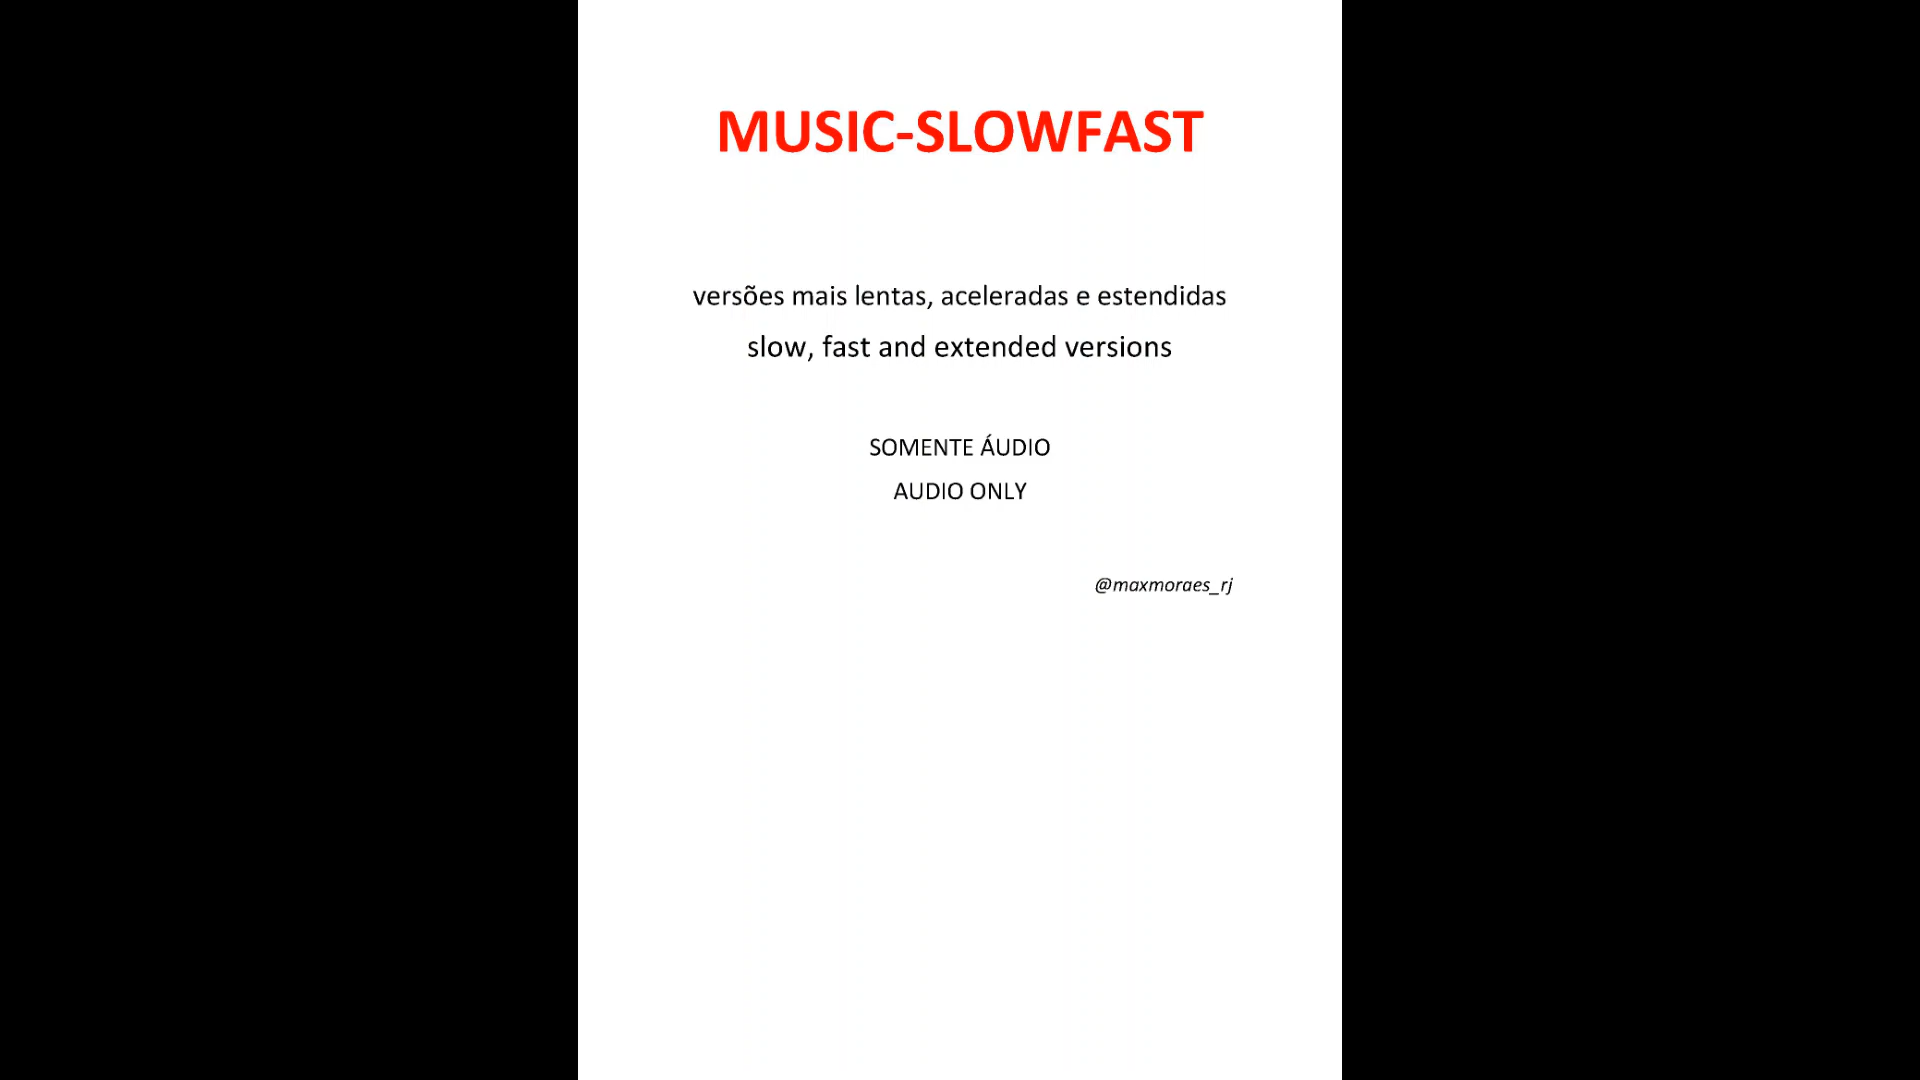 MUSIC-SLOWFAST
versões mais lentas, aceleradas e estendidas
slow, fast and extended versions
SOMENTE ÁUDIO
AUDIO ONLY
@maxmoraes_rj